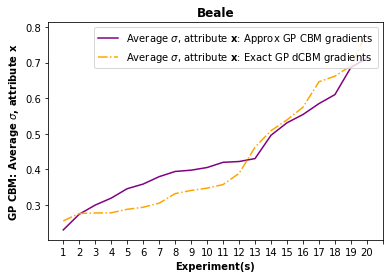 Beale
Average σ, attribute x: Approx GP CBM gradients
Average σ, attribute x: Exact GP dCBM gradients
GP CBM: Average σ, attribute x
0.8
0.7
0.6
0.5
0.4
0.3
1 2 3 4 5 6 7 8 9 10 11 12 13 14 15 16 17 18 19 20
Experiment(s)